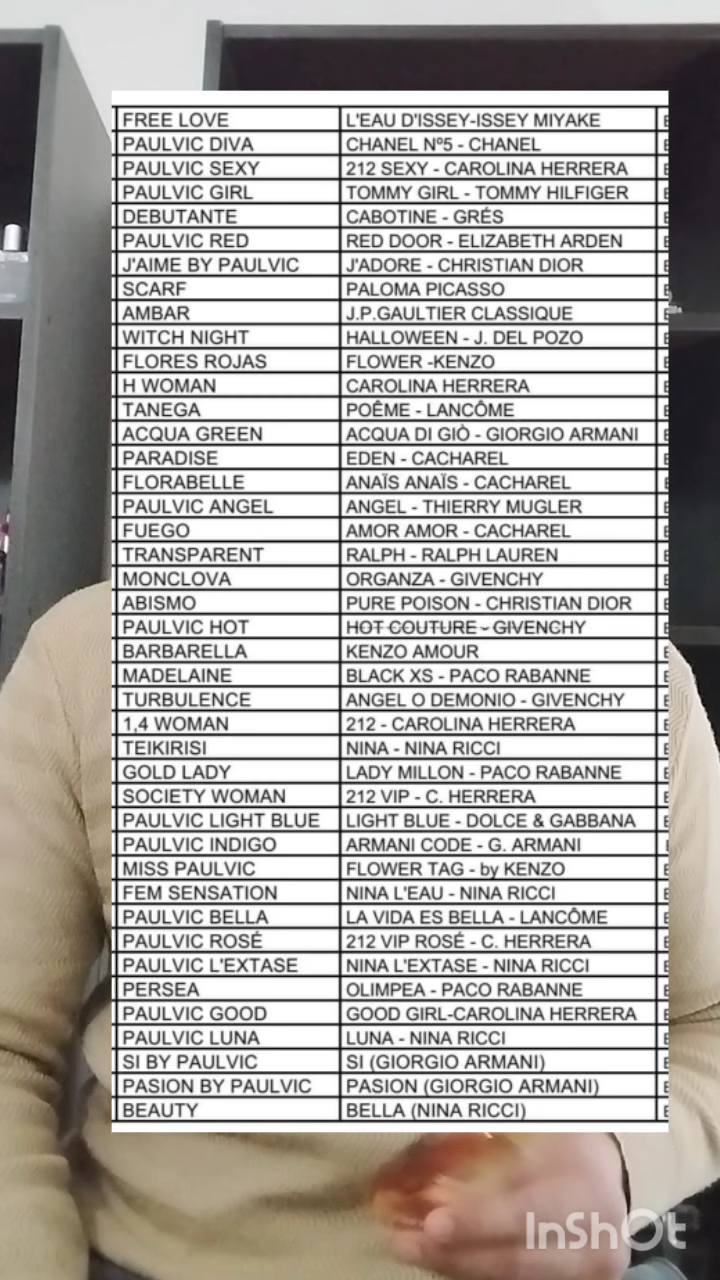 FREE LOVE L'EAU D'ISSEY-ISSEY MIYAKE
PAULVIC DIVA CHANEL Nº5 - CHANEL
PAULVIC SEXY 212 SEXY - CAROLINA HERRERA
PAULVIC GIRL TOMMY GIRL - TOMMY HILFIGER
DEBUTANTE CABOTINE - GRÉS
PAULVIC RED RED DOOR - ELIZABETH ARDEN
J'AIME BY PAULVIC J'ADORE - CHRISTIAN DIOR
SCARF PALOMA PICASSO
AMBAR J.P.GAULTIER CLASSIQUE
WITCH NIGHT HALLOWEEN - J. DEL POZO
FLORES ROJAS FLOWER -KENZO
H WOMAN CAROLINA HERRERA
TANEGA POÊME - LANCÔME
ACQUA GREEN ACQUA DI GIÒ - GIORGIO ARMANI
PARADISE EDEN - CACHAREL
FLORABELLE ANAÏS ANAÏS - CACHAREL
PAULVIC ANGEL ANGEL - THIERRY MUGLER
FUEGO AMOR AMOR - CACHAREL
TRANSPARENT RALPH - RALPH LAUREN
MONCLOVA ORGANZA - GIVENCHY
ABISMO PURE POISON - CHRISTIAN DIOR
PAULVIC HOT HOT COUTURE - GIVENCHY
BARBARELLA KENZO AMOUR
MADELAINE BLACK XS - PACO RABANNE
TURBULENCE ANGEL O DEMONIO - GIVENCHY
1,4 WOMAN 212 - CAROLINA HERRERA
TEIKIRISI NINA - NINA RICCI
GOLD LADY LADY MILLON - PACO RABANNE
SOCIETY WOMAN 212 VIP - C. HERRERA
PAULVIC LIGHT BLUE LIGHT BLUE - DOLCE & GABBANA
PAULVIC INDIGO ARMANI CODE - G. ARMANI
MISS PAULVIC FLOWER TAG - by KENZO
FEM SENSATION NINA L'EAU - NINA RICCI
PAULVIC BELLA LA VIDA ES BELLA - LANCÔME
PAULVIC ROSÉ 212 VIP ROSÉ - C. HERRERA
PAULVIC L'EXTASE NINA L'EXTASE - NINA RICCI
PERSEA OLIMPEA - PACO RABANNE
PAULVIC GOOD GOOD GIRL-CAROLINA HERRERA
PAULVIC LUNA LUNA - NINA RICCI
SI BY PAULVIC SI (GIORGIO ARMANI)
PASION BY PAULVIC PASION (GIORGIO ARMANI)
BEAUTY BELLA (NINA RICCI)
InShOt